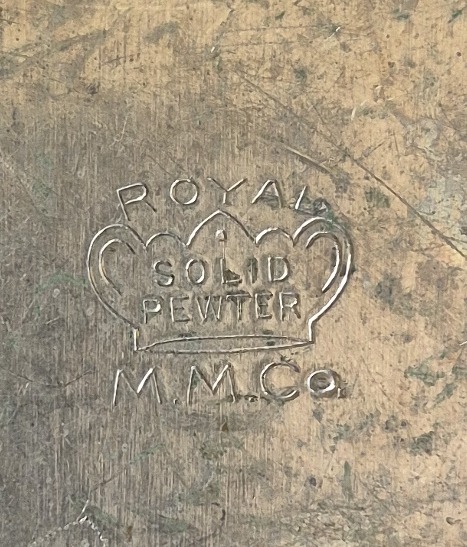 ROYAL
SOLID
PEWTER
M.M.Co.